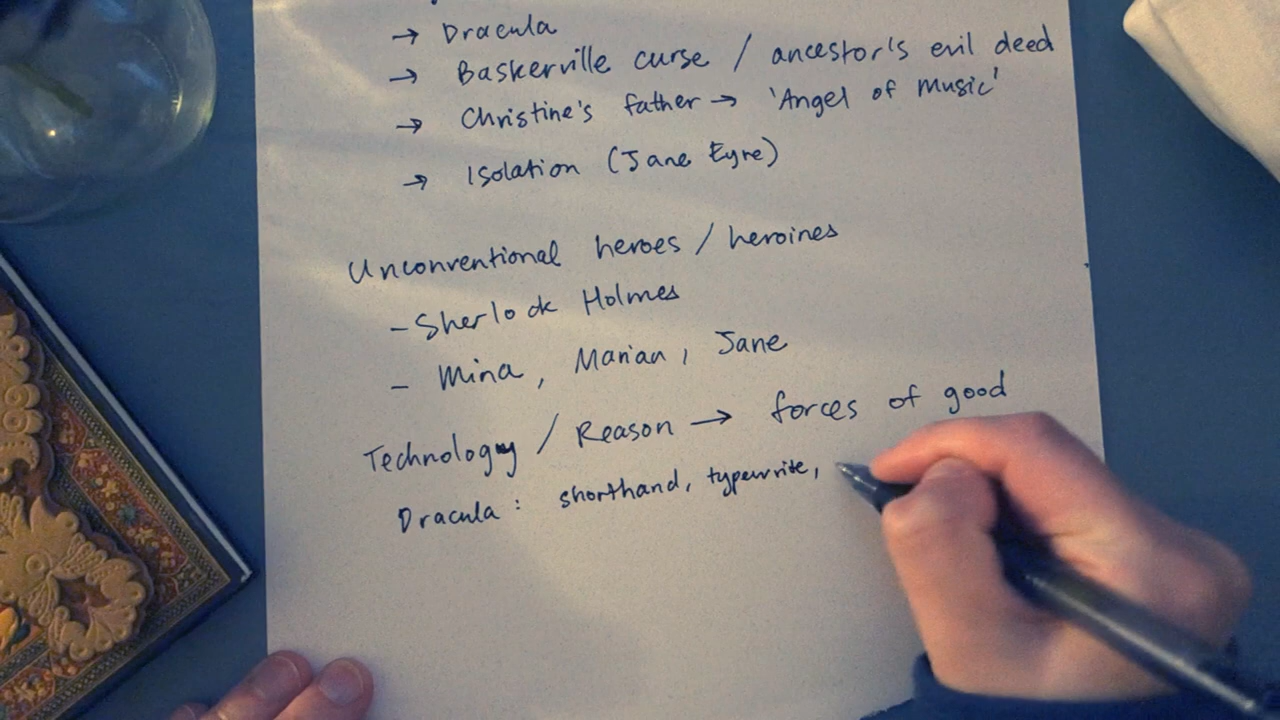 → Dracula
→ Baskerville curse / ancestor's evil deed
→ Christine's father → 'Angel of Music'
→ Isolation (Jane Eyre)
Unconventional heroes / heroines
- Sherlock Holmes
- Mina, Marian, Jane
Technology / Reason → forces of good
Dracula: shorthand, typewrite,